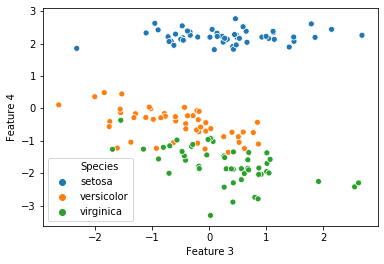 3
2
1
0
−1
−2
−3
Feature 4
Species
setosa
versicolor
virginica
−2
−1
0
1
2
Feature 3